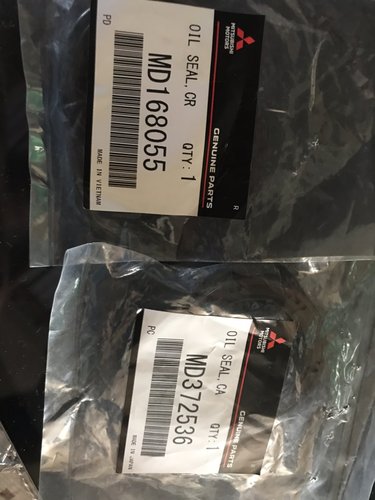 MITSUBISHI
MOTORS
GENUINE PARTS
R
OIL SEAL, CR
QTY: 1
MD168055
PD
MADE IN VIETNAM
MITSUBISHI
MOTORS
GENUINE PARTS
OIL SEAL, CA
QTY: 1
MD372536
PC
MADE IN JAPAN